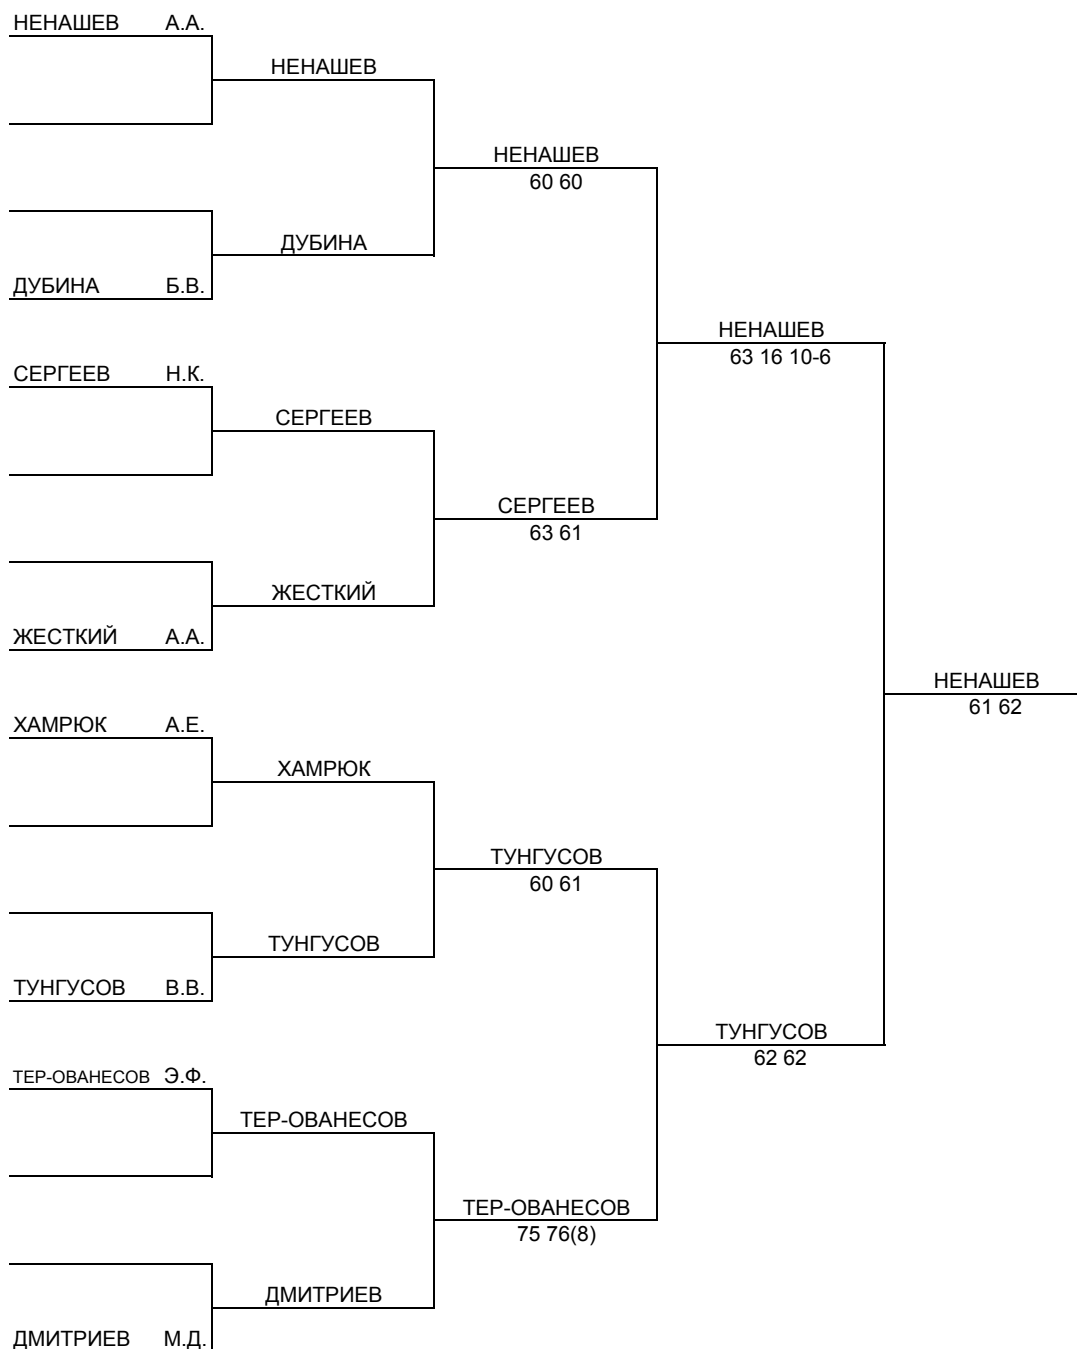 НЕНАШЕВ А.А.
НЕНАШЕВ
НЕНАШЕВ
60 60
ДУБИНА
ДУБИНА Б.В.
НЕНАШЕВ
63 16 10-6
СЕРГЕЕВ Н.К.
СЕРГЕЕВ
СЕРГЕЕВ
63 61
ЖЕСТКИЙ
ЖЕСТКИЙ А.А.
НЕНАШЕВ
61 62
ХАМРЮК А.Е.
ХАМРЮК
ТУНГУСОВ
60 61
ТУНГУСОВ
ТУНГУСОВ В.В.
ТУНГУСОВ
62 62
ТЕР-ОВАНЕСОВ Э.Ф.
ТЕР-ОВАНЕСОВ
ТЕР-ОВАНЕСОВ
75 76(8)
ДМИТРИЕВ
ДМИТРИЕВ М.Д.